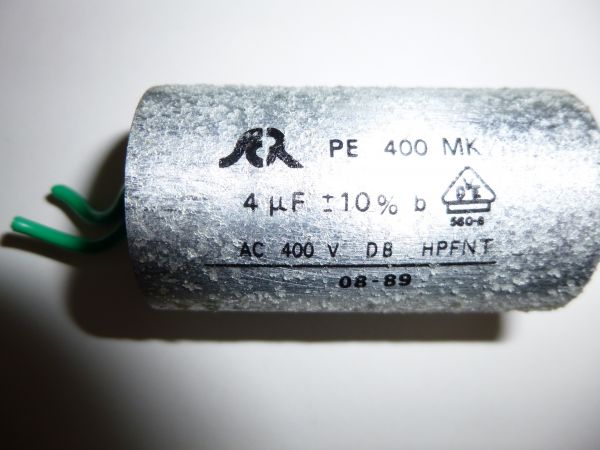 PE 400 MK
4 µF ±10% b
560-6
AC 400 V DB HPFNT
08-89